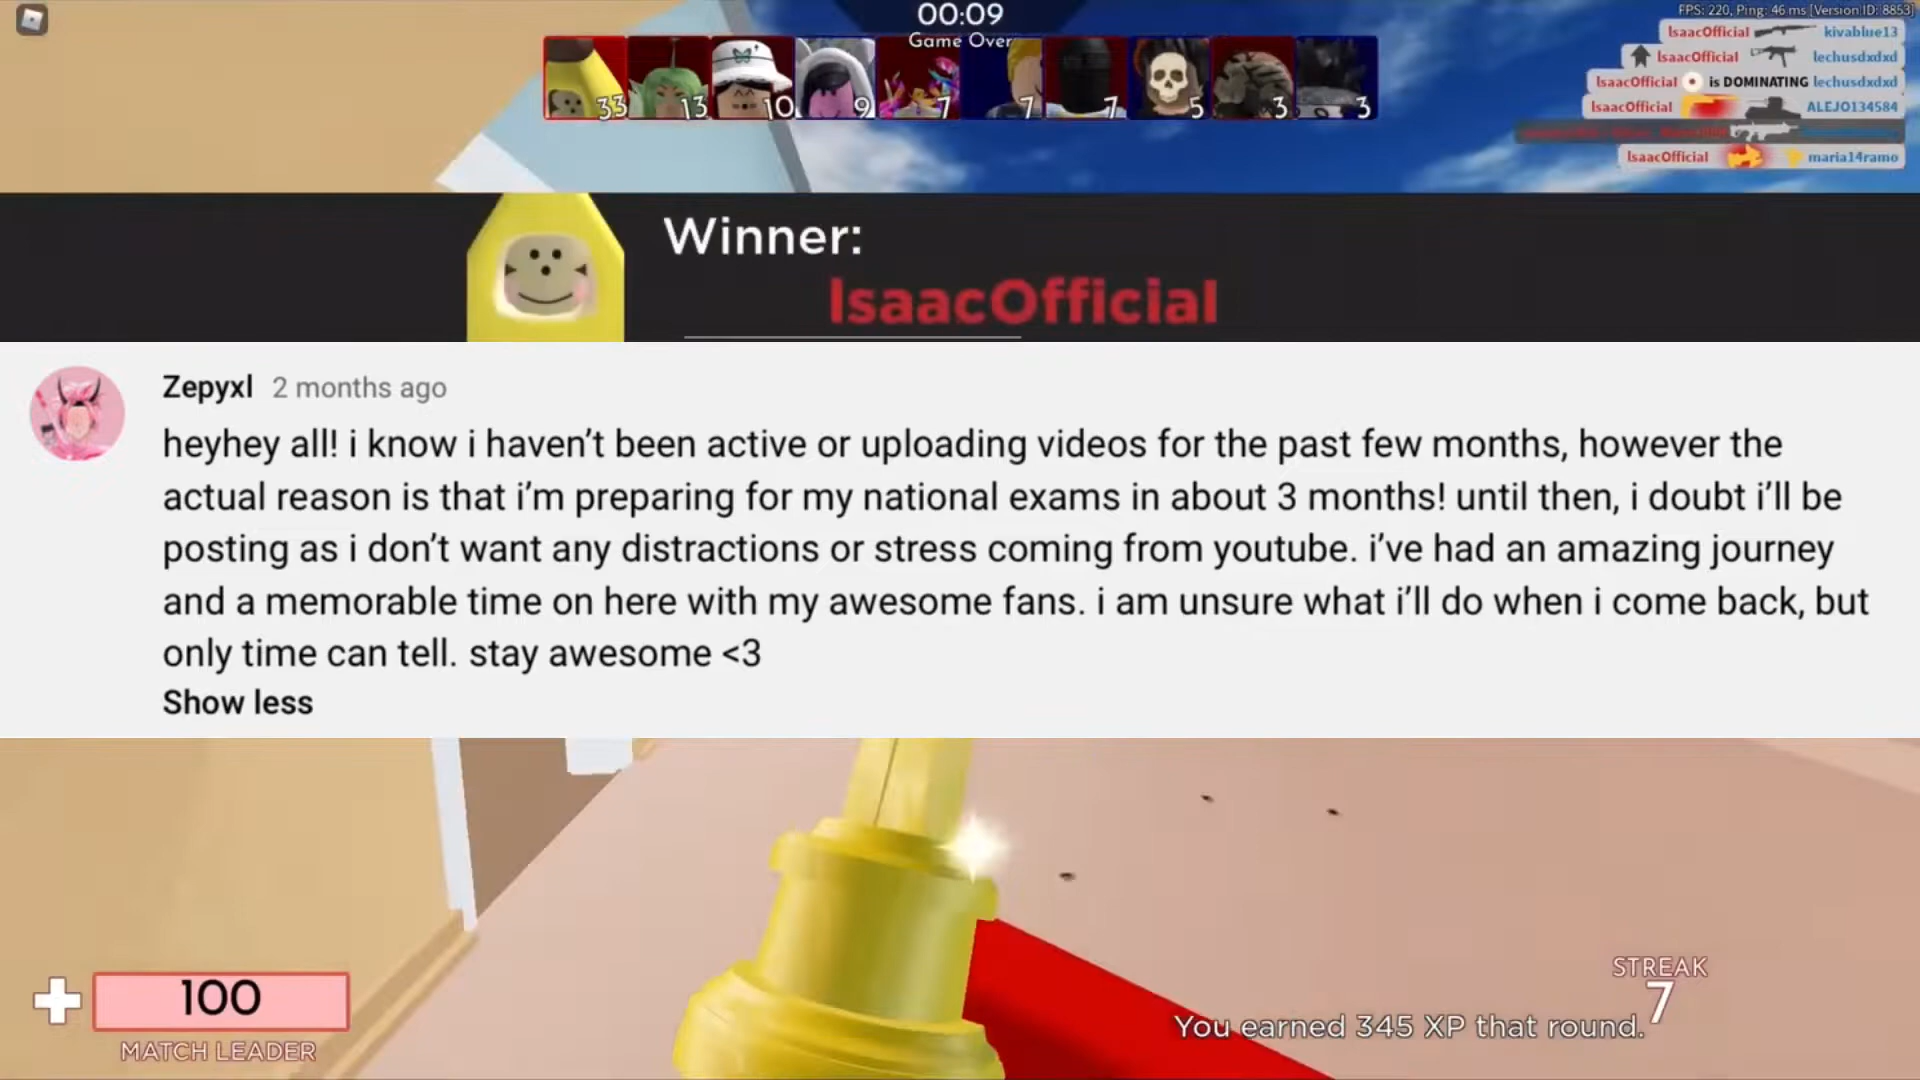 00:09
Game Over
FPS: 220, Ping: 46 ms [Version ID: 8853]
33 13 10 9 7 7 7 5 3 3
IsaacOfficial kivablue13
IsaacOfficial lechusdxdxd
IsaacOfficial is DOMINATING lechusdxdxd
IsaacOfficial ALEJO134584
IsaacOfficial maria14ramo
Winner:
IsaacOfficial
Zepyxl 2 months ago
heyhey all! i know i haven't been active or uploading videos for the past few months, however the
actual reason is that i'm preparing for my national exams in about 3 months! until then, i doubt i'll be
posting as i don't want any distractions or stress coming from youtube. i've had an amazing journey
and a memorable time on here with my awesome fans. i am unsure what i'll do when i come back, but
only time can tell. stay awesome <3
Show less
100
MATCH LEADER
STREAK
7
You earned 345 XP that round.